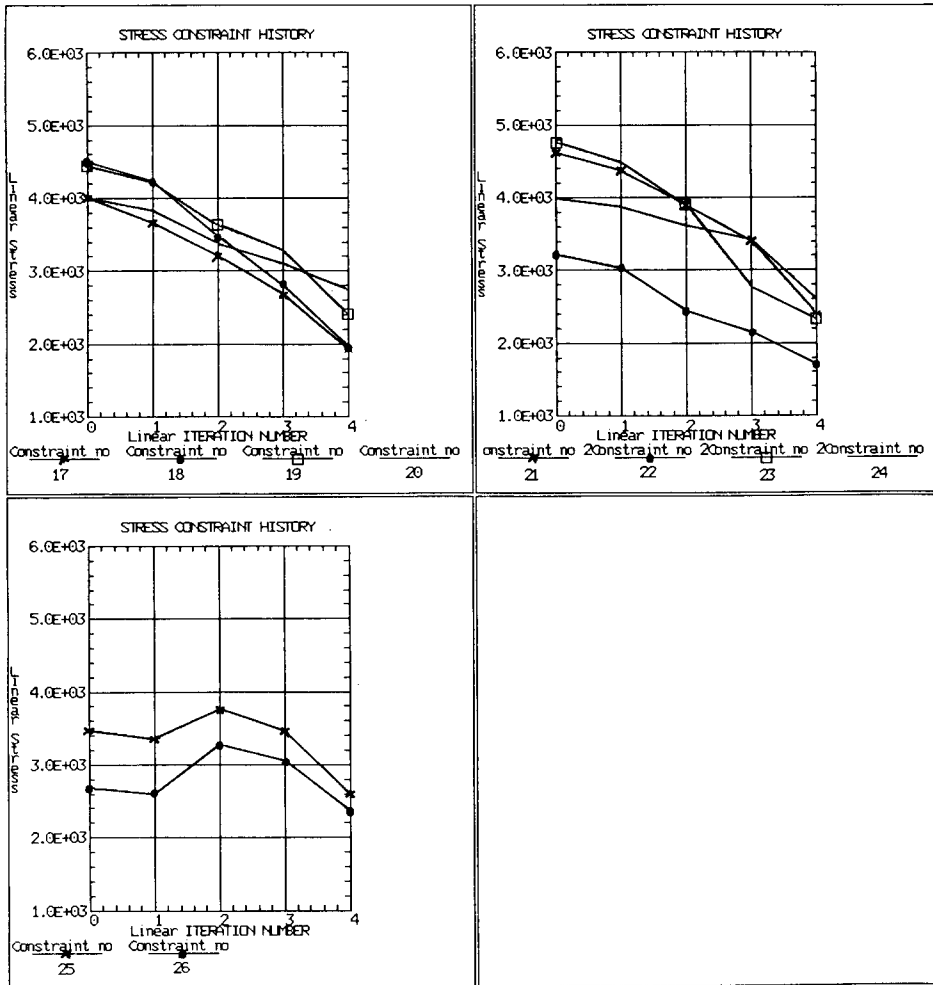 STRESS CONSTRAINT HISTORY
6.0E+03
5.0E+03
4.0E+03
3.0E+03
2.0E+03
1.0E+03
Linear Stress
0 1 2 3 4
Linear ITERATION NUMBER
Constraint no Constraint no Constraint no Constraint no
17 18 19 20
STRESS CONSTRAINT HISTORY
6.0E+03
5.0E+03
4.0E+03
3.0E+03
2.0E+03
1.0E+03
Linear Stress
0 1 2 3 4
Linear ITERATION NUMBER
onstraint no 2Constraint no 2Constraint no 2Constraint no
21 22 23 24
STRESS CONSTRAINT HISTORY
6.0E+03
5.0E+03
4.0E+03
3.0E+03
2.0E+03
1.0E+03
Linear Stress
0 1 2 3 4
Linear ITERATION NUMBER
Constraint no Constraint no
25 26